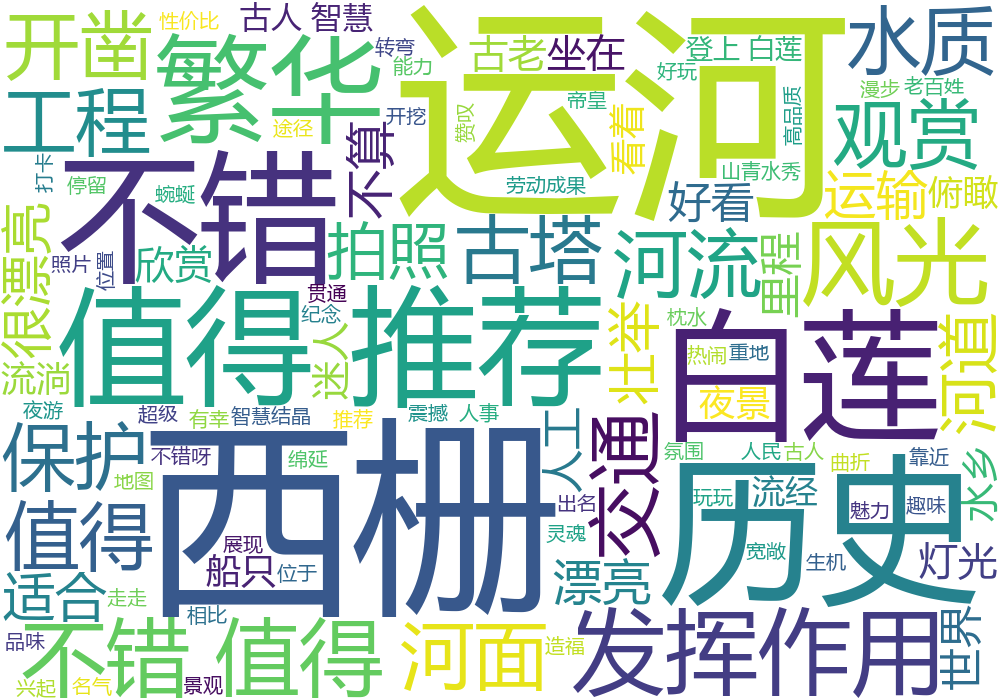 开凿
性价比
古人 智慧
运河
水质
繁华
转弯
能力
古老
坐在
登上 白莲
好玩
漫步
老百姓
工程
途径
开挖
赞叹
帝皇
看着
高品质
观赏
打卡
停留
蜿蜒
不错
不算
劳动成果
山青水秀
好看
运输
俯瞰
很漂亮
照片
位置
欣赏
拍照
古塔
河流
里程
风光
贯通
纪念
值得 推荐
迷人
壮举
枕水
热闹
重地
白莲
河道
流淌
夜游
超级
有幸
智慧结晶
推荐
震撼
人事
夜景
保护
不错呀
地图
绵延
西栅
人工
交通
氛围
人民
古人
曲折
靠近
水乡
历史
玩玩
流经
魅力
趣味
值得
出名
灵魂
展现
船只
位于
宽敞
生机
灯光
适合
走走
相比
漂亮
品味
不错 值得
河面
造福
发挥作用
世界
兴起
名气
景观